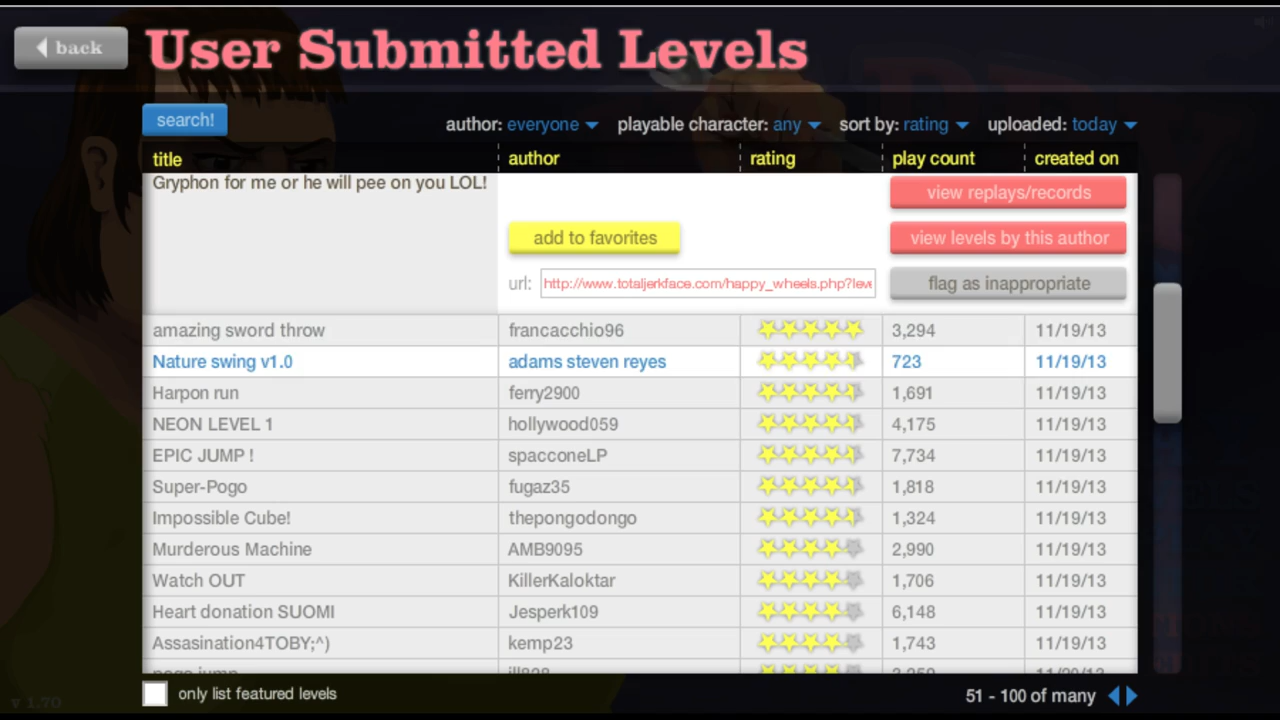 back
User Submitted Levels
search!
author: everyone playable character: any sort by: rating uploaded: today
title author rating play count created on
Gryphon for me or he will pee on you LOL!
view replays/records
add to favorites view levels by this author
url: http://www.totaljerkface.com/happy_wheels.php?leve flag as inappropriate
amazing sword throw francacchio96 3,294 11/19/13
Nature swing v1.0 adams steven reyes 723 11/19/13
Harpon run ferry2900 1,691 11/19/13
NEON LEVEL 1 hollywood059 4,175 11/19/13
EPIC JUMP ! spacconeLP 7,734 11/19/13
Super-Pogo fugaz35 1,818 11/19/13
Impossible Cube! thepongodongo 1,324 11/19/13
Murderous Machine AMB9095 2,990 11/19/13
Watch OUT KillerKaloktar 1,706 11/19/13
Heart donation SUOMI Jesperk109 6,148 11/19/13
Assasination4TOBY;^) kemp23 1,743 11/19/13
only list featured levels 51 - 100 of many
v 1.70